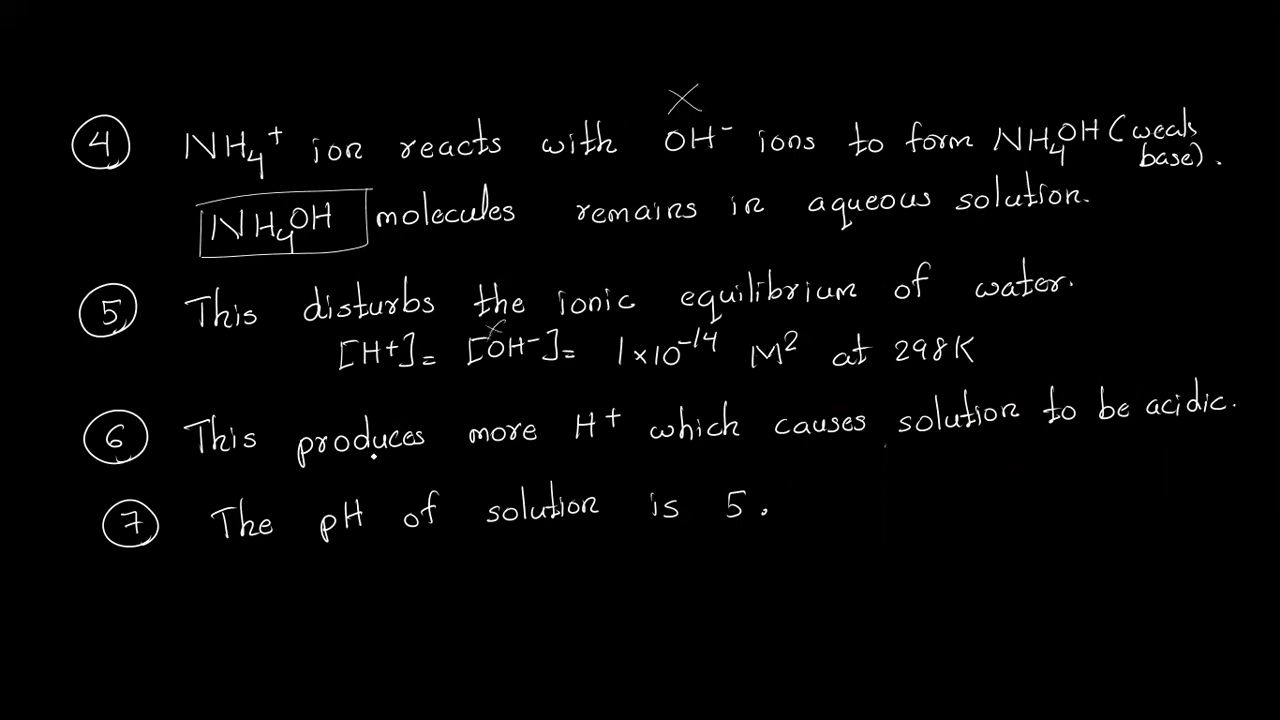 4 NH4+ ion reacts with OH- ions to form NH4OH (weak base).
NH4OH molecules remains in aqueous solution.
5 This disturbs the ionic equilibrium of water.
[H+]= [OH-]= 1×10-14 M2 at 298K
6 This produces more H+ which causes solution to be acidic.
7 The pH of solution is 5.